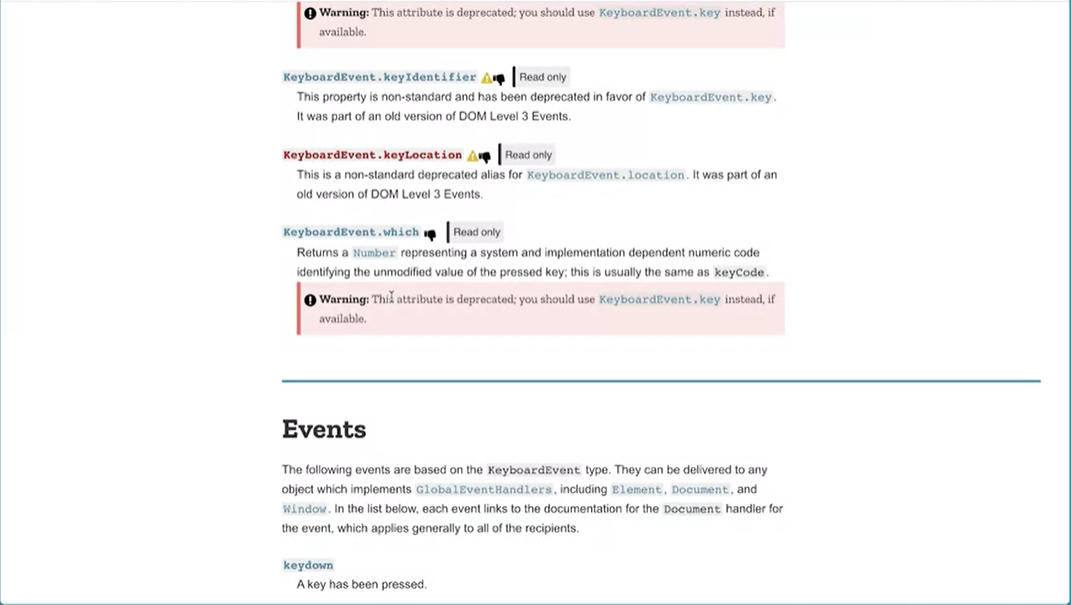 Warning: This attribute is deprecated; you should use KeyboardEvent.key instead, if
available.
KeyboardEvent.keyIdentifier Read only
This property is non-standard and has been deprecated in favor of KeyboardEvent.key.
It was part of an old version of DOM Level 3 Events.
KeyboardEvent.keyLocation Read only
This is a non-standard deprecated alias for KeyboardEvent.location. It was part of an
old version of DOM Level 3 Events.
KeyboardEvent.which Read only
Returns a Number representing a system and implementation dependent numeric code
identifying the unmodified value of the pressed key; this is usually the same as keyCode.
Warning: This attribute is deprecated; you should use KeyboardEvent.key instead, if
available.
Events
The following events are based on the KeyboardEvent type. They can be delivered to any
object which implements GlobalEventHandlers, including Element, Document, and
Window. In the list below, each event links to the documentation for the Document handler for
the event, which applies generally to all of the recipients.
keydown
A key has been pressed.